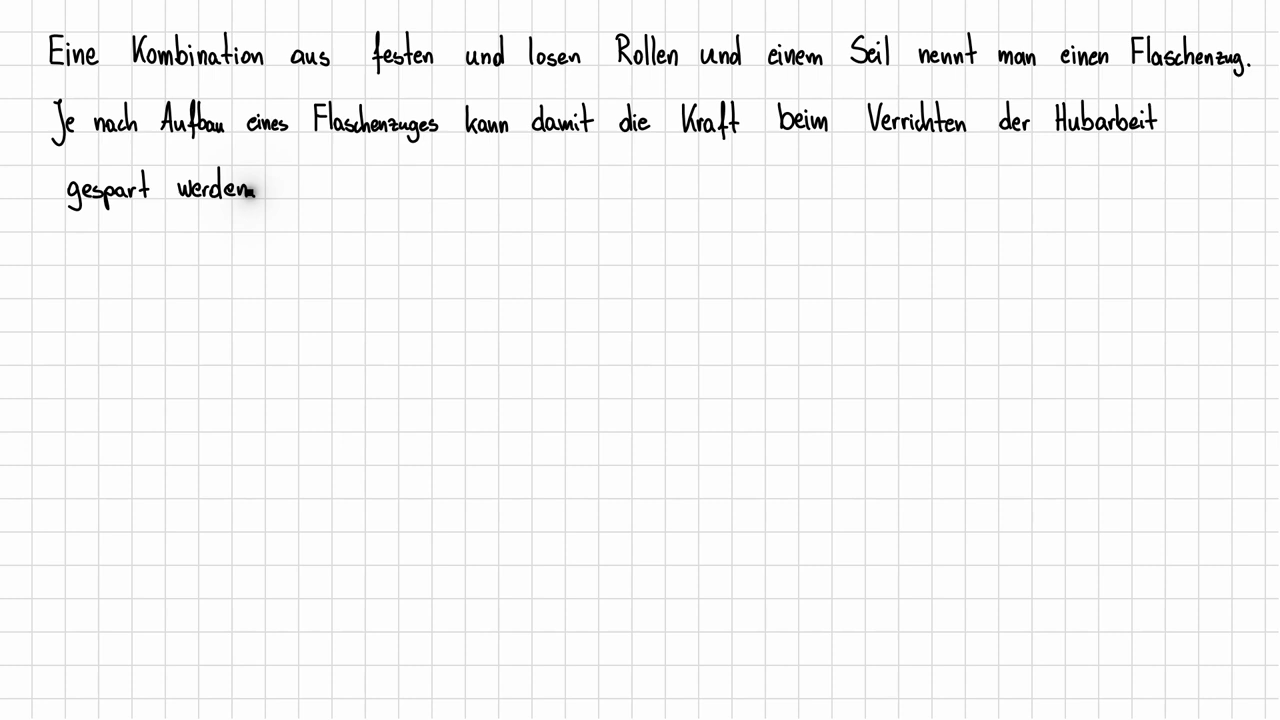 Eine Kombination aus festen und losen Rollen und einem Seil nennt man einen Flaschenzug.
Je nach Aufbau eines Flaschenzuges kann damit die Kraft beim Verrichten der Hubarbeit
gespart werden.